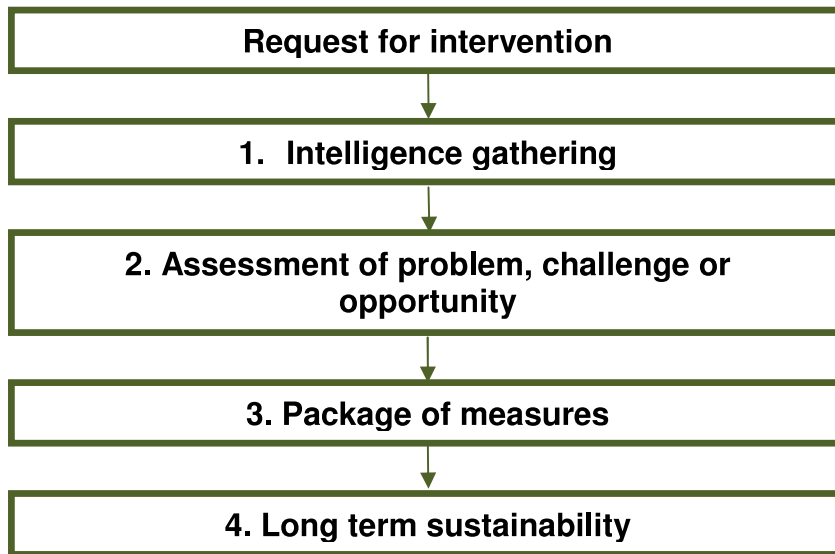 Request for intervention
1. Intelligence gathering
2. Assessment of problem, challenge or
opportunity
3. Package of measures
4. Long term sustainability